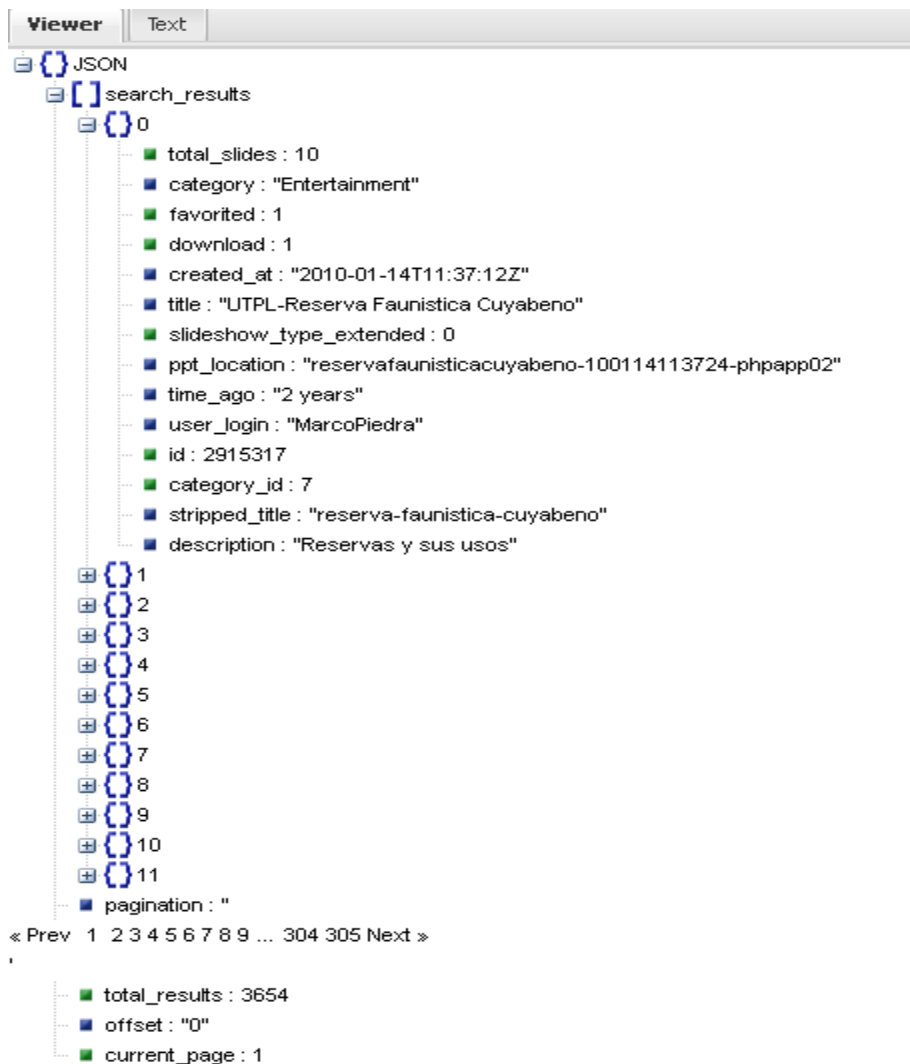 Viewer Text
JSON
search_results
0
total_slides : 10
category : "Entertainment"
favorited : 1
download : 1
created_at : "2010-01-14T11:37:12Z"
title : "UTPL-Reserva Faunistica Cuyabeno"
slideshow_type_extended : 0
ppt_location : "reservafaunisticacuyabeno-100114113724-phpapp02"
time_ago : "2 years"
user_login : "MarcoPiedra"
id : 2915317
category_id : 7
stripped_title : "reserva-faunistica-cuyabeno"
description : "Reservas y sus usos"
1
2
3
4
5
6
7
8
9
10
11
pagination : "
« Prev 1 2 3 4 5 6 7 8 9 ... 304 305 Next »
'
total_results : 3654
offset : "0"
current_page : 1